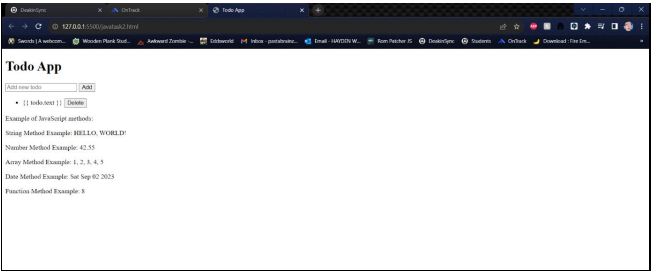 DeakinSync OnTrack Todo App
127.0.0.1:5500/javatask2.html
Swords | A webcom... Wooden Plank Stud... Awkward Zombie -... Eddsworld Inbox - pastabrainz... Email - HAYDEN W... Rom Patcher JS DeakinSync Students OnTrack Download : Fire Em...
Todo App
Add new todo Add
• {{ todo.text }} Delete
Example of JavaScript methods:
String Method Example: HELLO, WORLD!
Number Method Example: 42.55
Array Method Example: 1, 2, 3, 4, 5
Date Method Example: Sat Sep 02 2023
Function Method Example: 8